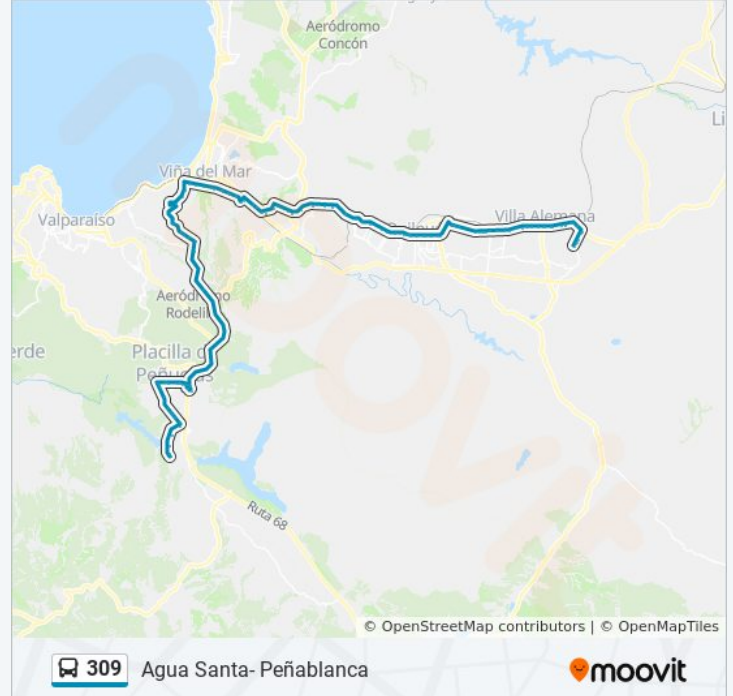 Aeródromo
Concón
Li
Viña del Mar
Valparaíso
Villa Alemana
Aeródromo
Rodelillo
erde
Placilla de
Peñuelas
Ruta 68
© OpenStreetMap contributors | © OpenMapTiles
309 Agua Santa- Peñablanca
moovit